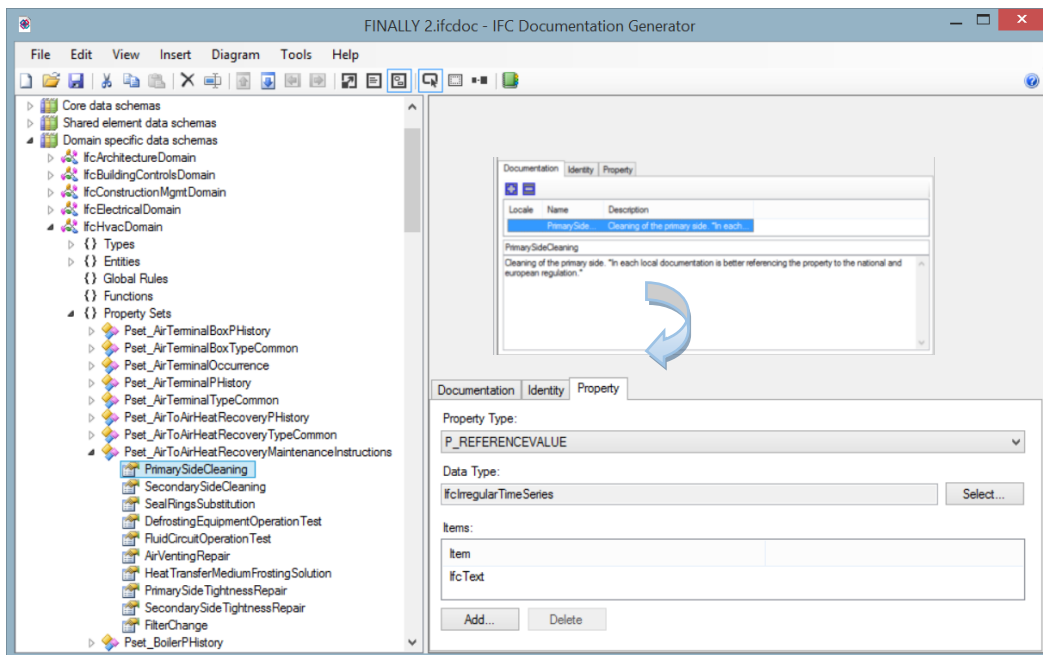 FINALLY 2.ifcdoc - IFC Documentation Generator
File Edit View Insert Diagram Tools Help
Core data schemas
Shared element data schemas
Domain specific data schemas
IfcArchitectureDomain
IfcBuildingControlsDomain
IfcConstructionMgmtDomain
IfcElectricalDomain
IfcHvacDomain
{} Types
{} Entities
{} Global Rules
{} Functions
{} Property Sets
Pset_AirTerminalBoxPHistory
Pset_AirTerminalBoxTypeCommon
Pset_AirTerminalOccurrence
Pset_AirTerminalPHistory
Pset_AirTerminalTypeCommon
Pset_AirToAirHeatRecoveryPHistory
Pset_AirToAirHeatRecoveryTypeCommon
Pset_AirToAirHeatRecoveryMaintenanceInstructions
PrimarySideCleaning
SecondarySideCleaning
SealRingsSubstitution
DefrostingEquipmentOperationTest
FluidCircuitOperationTest
AirVentingRepair
HeatTransferMediumFrostingSolution
PrimarySideTightnessRepair
SecondarySideTightnessRepair
FilterChange
Pset_BoilerPHistory
Documentation Identity Property
Locale Name Description
PrimarySide... Cleaning of the primary side. "In each...
PrimarySideCleaning
Cleaning of the primary side. "In each local documentation is better referencing the property to the national and
european regulation."
Documentation Identity Property
Property Type:
P_REFERENCEVALUE
Data Type:
IfcIrregularTimeSeries Select...
Items:
Item
IfcText
Add... Delete